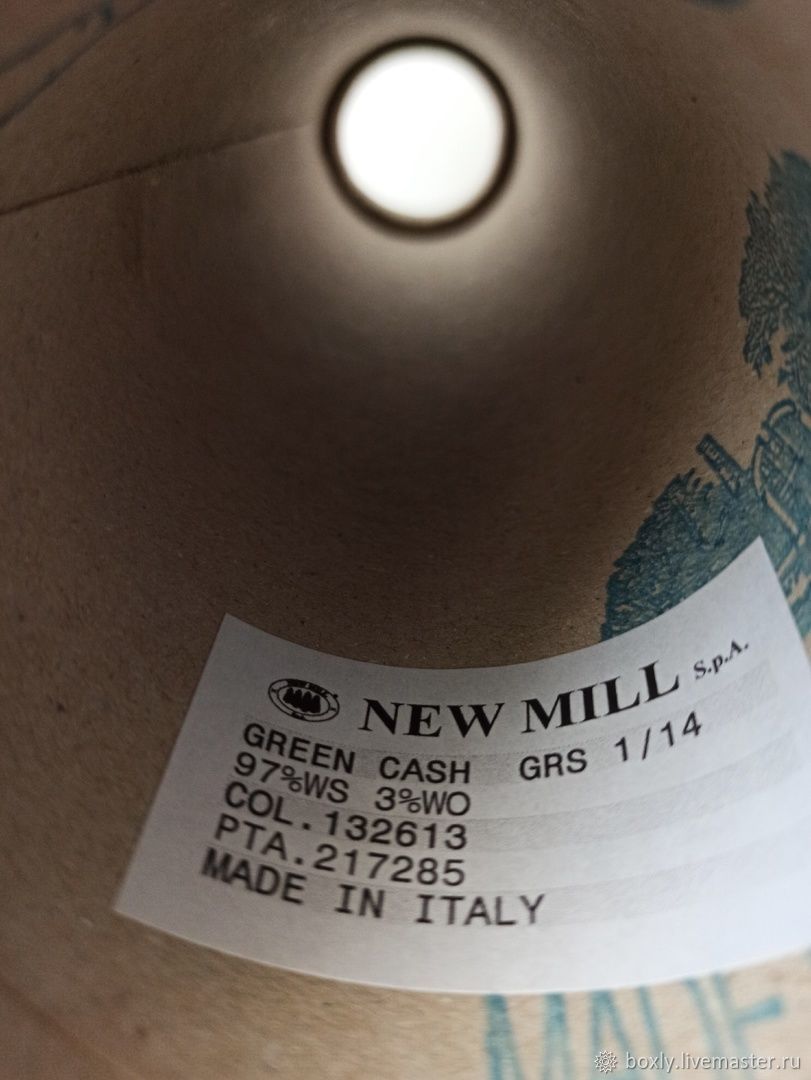 NEW MILL S.p.A.
GREEN CASH GRS 1/14
97%WS 3%WO
COL.132613
PTA.217285
MADE IN ITALY
MADE
boxly.livemaster.ru